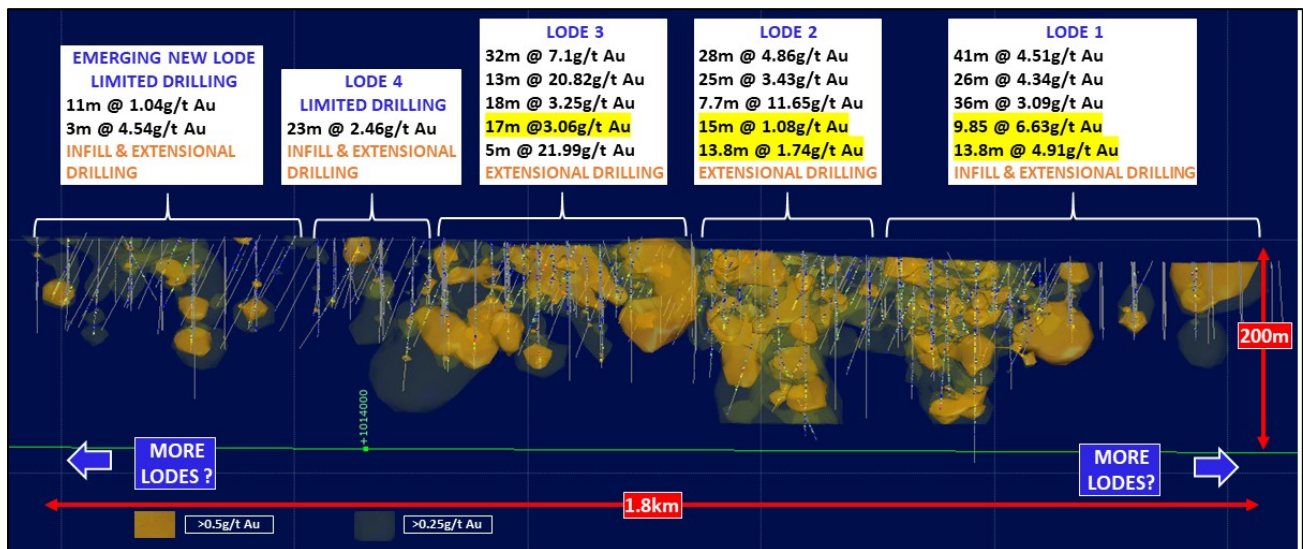 EMERGING NEW LODE
LIMITED DRILLING
11m @ 1.04g/t Au
3m @ 4.54g/t Au
INFILL & EXTENSIONAL
DRILLING
LODE 4
LIMITED DRILLING
23m @ 2.46g/t Au
INFILL & EXTENSIONAL
DRILLING
LODE 3
32m @ 7.1g/t Au
13m @ 20.82g/t Au
18m @ 3.25g/t Au
17m @3.06g/t Au
5m @ 21.99g/t Au
EXTENSIONAL DRILLING
LODE 2
28m @ 4.86g/t Au
25m @ 3.43g/t Au
7.7m @ 11.65g/t Au
15m @ 1.08g/t Au
13.8m @ 1.74g/t Au
EXTENSIONAL DRILLING
LODE 1
41m @ 4.51g/t Au
26m @ 4.34g/t Au
36m @ 3.09g/t Au
9.85 @ 6.63g/t Au
13.8m @ 4.91g/t Au
INFILL & EXTENSIONAL DRILLING
200m
+1014000
MORE
LODES ?
MORE
LODES?
1.8km
>0.5g/t Au
>0.25g/t Au